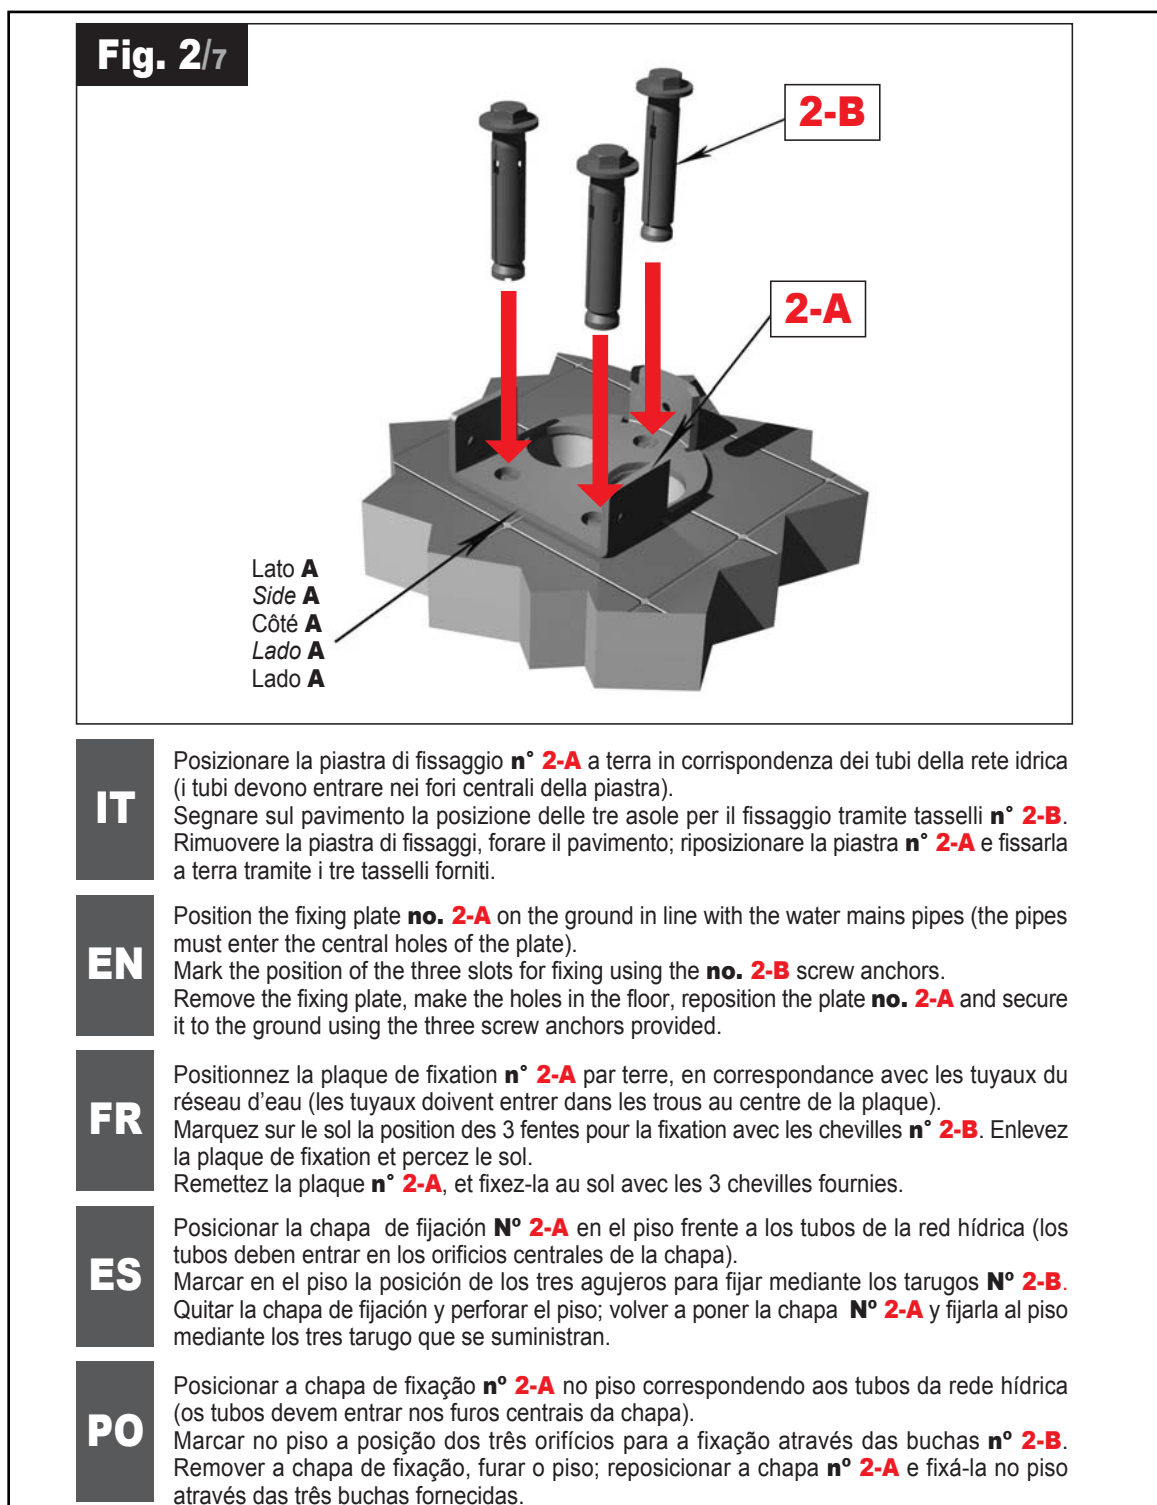 Fig. 2/7
2-B
2-A
Lato A
Side A
Côté A
Lado A
Lado A
IT
Posizionare la piastra di fissaggio n° 2-A a terra in corrispondenza dei tubi della rete idrica
(i tubi devono entrare nei fori centrali della piastra).
Segnare sul pavimento la posizione delle tre asole per il fissaggio tramite tasselli n° 2-B.
Rimuovere la piastra di fissaggi, forare il pavimento; riposizionare la piastra n° 2-A e fissarla
a terra tramite i tre tasselli forniti.
EN
Position the fixing plate no. 2-A on the ground in line with the water mains pipes (the pipes
must enter the central holes of the plate).
Mark the position of the three slots for fixing using the no. 2-B screw anchors.
Remove the fixing plate, make the holes in the floor, reposition the plate no. 2-A and secure
it to the ground using the three screw anchors provided.
FR
Positionnez la plaque de fixation n° 2-A par terre, en correspondance avec les tuyaux du
réseau d'eau (les tuyaux doivent entrer dans les trous au centre de la plaque).
Marquez sur le sol la position des 3 fentes pour la fixation avec les chevilles n° 2-B. Enlevez
la plaque de fixation et percez le sol.
Remettez la plaque n° 2-A, et fixez-la au sol avec les 3 chevilles fournies.
ES
Posicionar la chapa de fijación Nº 2-A en el piso frente a los tubos de la red hídrica (los
tubos deben entrar en los orificios centrales de la chapa).
Marcar en el piso la posición de los tres agujeros para fijar mediante los tarugos Nº 2-B.
Quitar la chapa de fijación y perforar el piso; volver a poner la chapa Nº 2-A y fijarla al piso
mediante los tres tarugo que se suministran.
PO
Posicionar a chapa de fixação nº 2-A no piso correspondendo aos tubos da rede hídrica
(os tubos devem entrar nos furos centrais da chapa).
Marcar no piso a posição dos três orifícios para a fixação através das buchas nº 2-B.
Remover a chapa de fixação, furar o piso; reposicionar a chapa nº 2-A e fixá-la no piso
através das três buchas fornecidas.